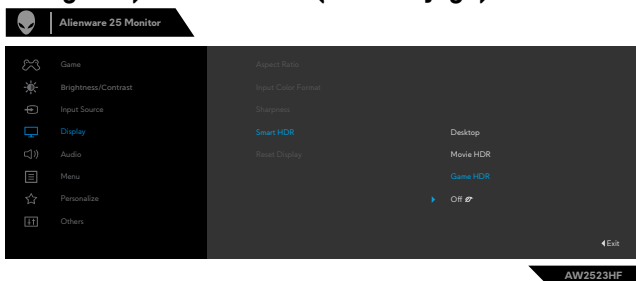 Alienware 25 Monitor
Game
Aspect Ratio
Brightness/Contrast
Input Color Format
Input Source
Sharpness
Display
Smart HDR
Desktop
Audio
Reset Display
Movie HDR
Menu
Game HDR
Personalize
Off
Others
Exit
AW2523HF